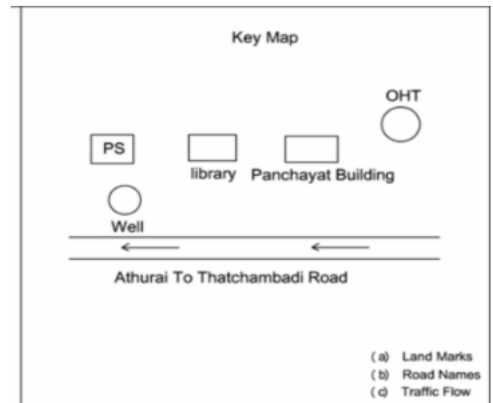 Key Map
OHT
PS
library
Panchayat Building
Well
Athurai To Thatchambadi Road
(a) Land Marks
(b) Road Names
(c) Traffic Flow